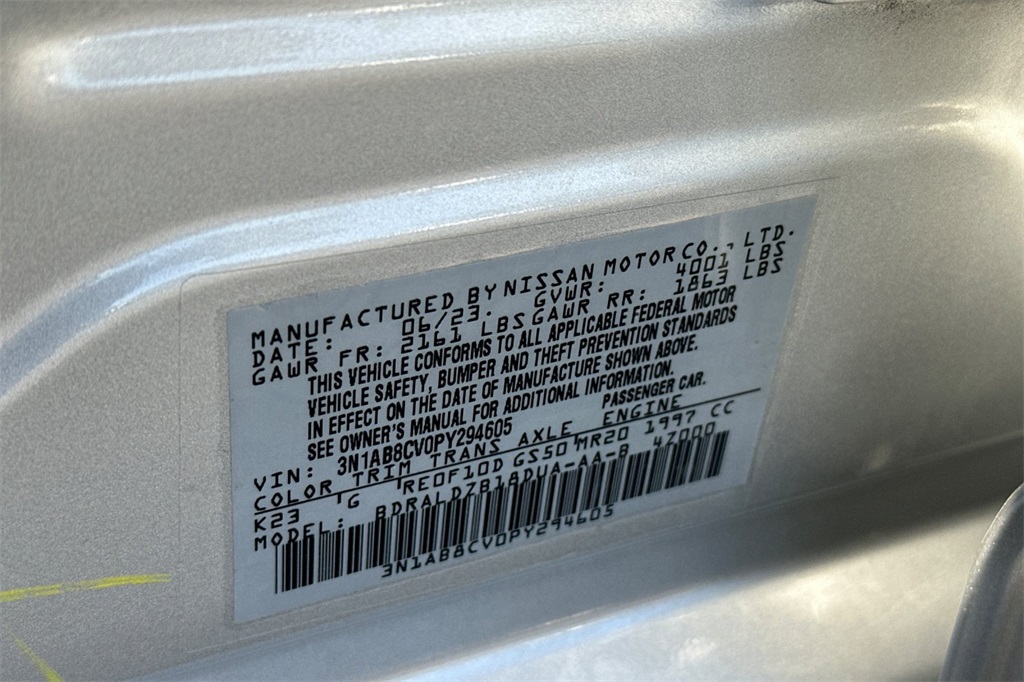 MANUFACTURED BY NISSAN MOTOR CO., LTD.
DATE: 06/23. GVWR: 4001 LBS
GAWR FR: 2161 LBS GAWR RR: 1863 LBS
THIS VEHICLE CONFORMS TO ALL APPLICABLE FEDERAL MOTOR
VEHICLE SAFETY, BUMPER AND THEFT PREVENTION STANDARDS
IN EFFECT ON THE DATE OF MANUFACTURE SHOWN ABOVE.
SEE OWNER'S MANUAL FOR ADDITIONAL INFORMATION.
VIN: 3N1AB8CV0PY294605 PASSENGER CAR.
COLOR TRIM TRANS AXLE ENGINE
K23 G RE0F10D GS50 MR20 1997 CC
MODEL: BDRALDZB18DUA-AA-B 47000
3N1AB8CV0PY294605